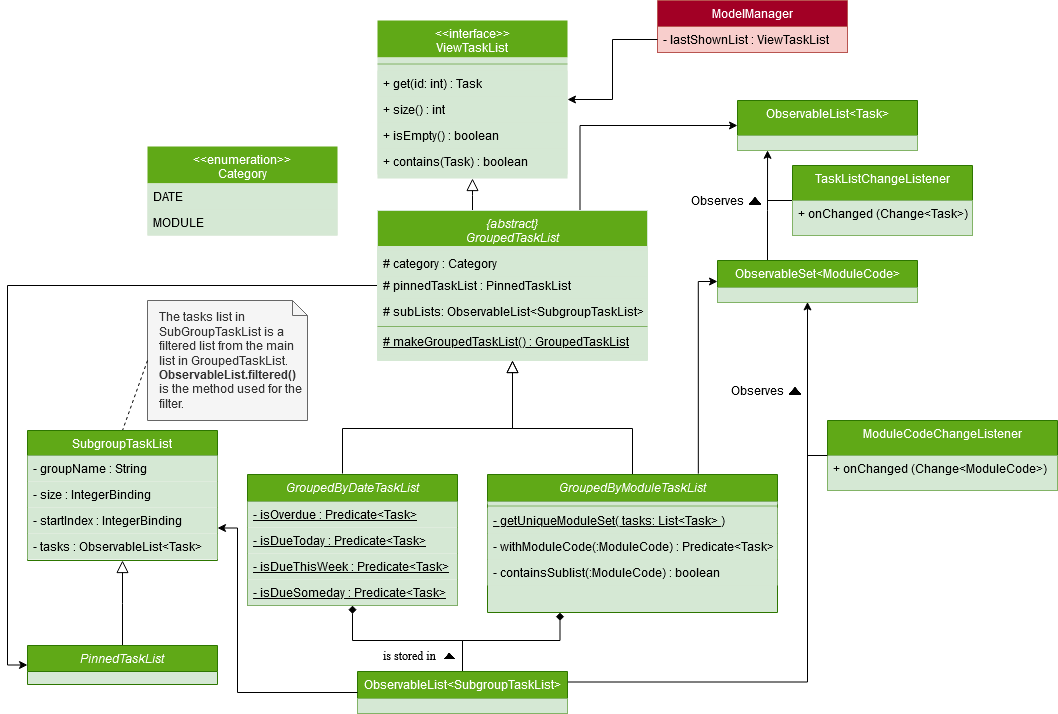 ModelManager
- lastShownList : ViewTaskList
<<interface>>
ViewTaskList
+ get(id: int) : Task
+ size() : int
+ isEmpty() : boolean
+ contains(Task) : boolean
ObservableList<Task>
<<enumeration>>
Category
DATE
MODULE
TaskListChangeListener
+ onChanged (Change<Task>)
Observes
{abstract}
GroupedTaskList
# category : Category
# pinnedTaskList : PinnedTaskList
# subLists: ObservableList<SubgroupTaskList>
# makeGroupedTaskList() : GroupedTaskList
ObservableSet<ModuleCode>
The tasks list in
SubGroupTaskList is a
filtered list from the main
list in GroupedTaskList.
ObservableList.filtered()
is the method used for the
filter.
Observes
ModuleCodeChangeListener
+ onChanged (Change<ModuleCode>)
SubgroupTaskList
- groupName : String
- size : IntegerBinding
- startIndex : IntegerBinding
- tasks : ObservableList<Task>
GroupedByDateTaskList
- isOverdue : Predicate<Task>
- isDueToday : Predicate<Task>
- isDueThisWeek : Predicate<Task>
- isDueSomeday : Predicate<Task>
GroupedByModuleTaskList
- getUniqueModuleSet( tasks: List<Task> )
- withModuleCode(:ModuleCode) : Predicate<Task>
- containsSublist(:ModuleCode) : boolean
PinnedTaskList
is stored in
ObservableList<SubgroupTaskList>